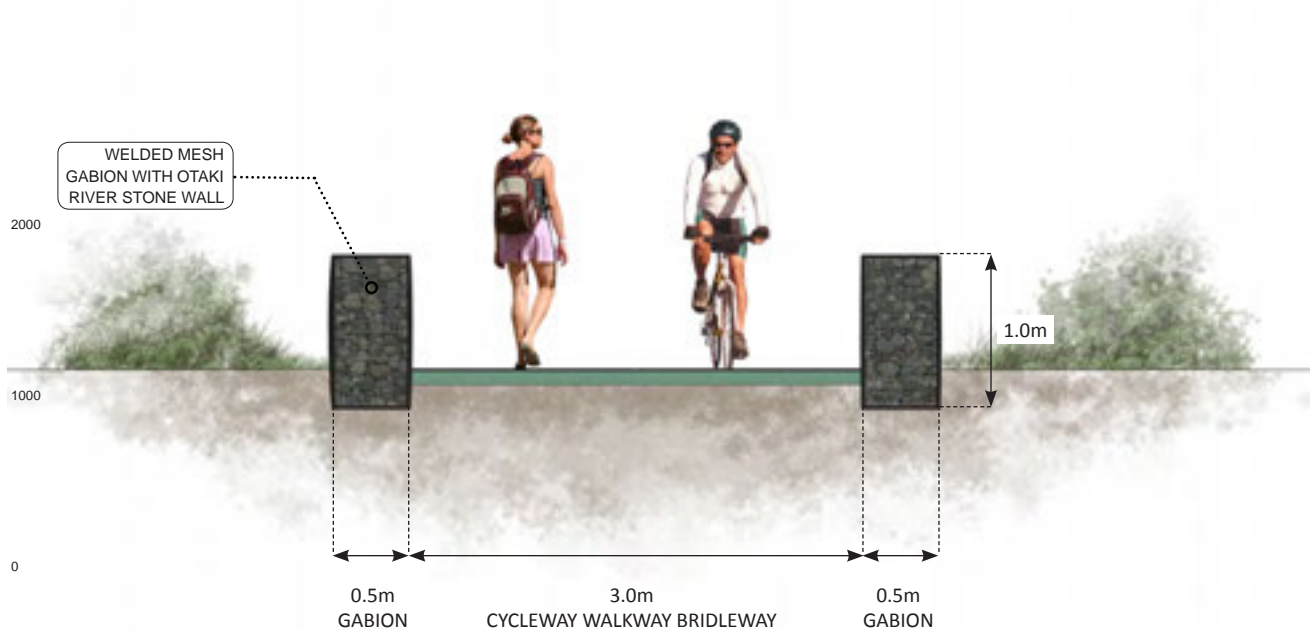 WELDED MESH
GABION WITH OTAKI
RIVER STONE WALL
2000
1.0m
1000
0
0.5m
GABION
3.0m
CYCLEWAY WALKWAY BRIDLEWAY
0.5m
GABION